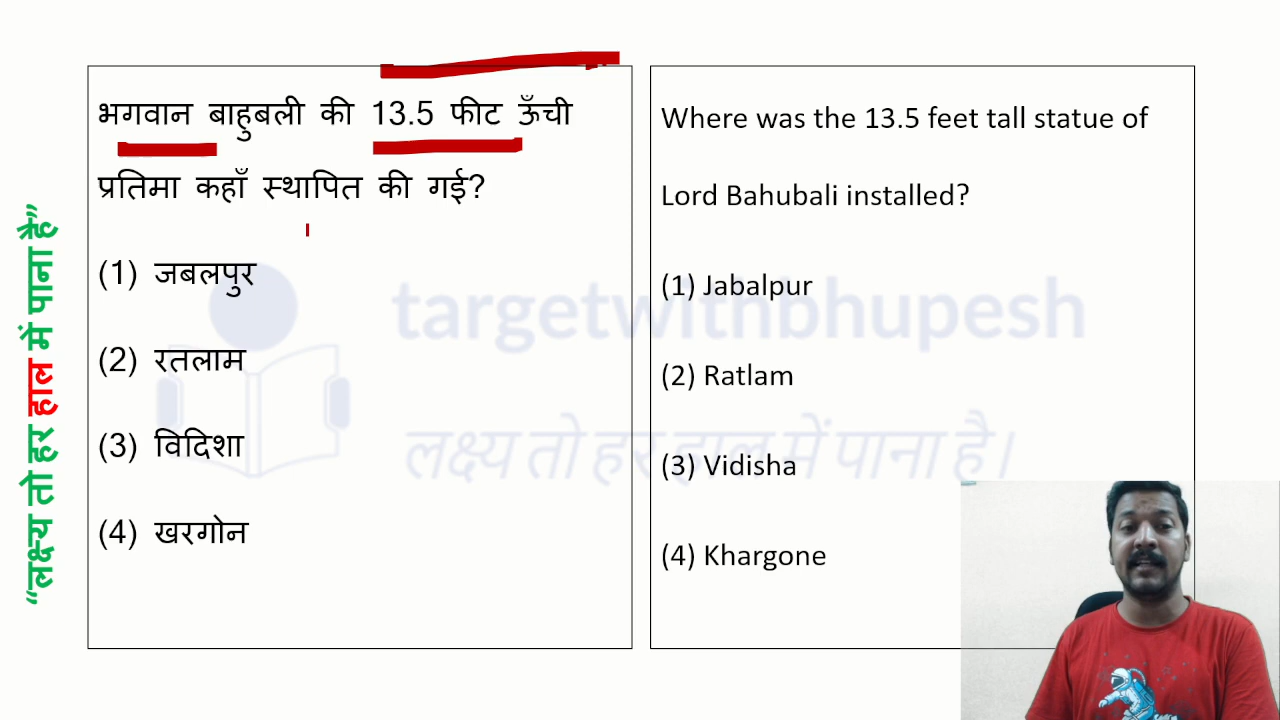 "लक्ष्य तो हर हाल में पाना है"
भगवान बाहुबली की 13.5 फीट ऊँची
प्रतिमा कहाँ स्थापित की गई?
(1) जबलपुर
(2) रतलाम
(3) विदिशा
(4) खरगोन
Where was the 13.5 feet tall statue of
Lord Bahubali installed?
(1) Jabalpur
(2) Ratlam
(3) Vidisha
(4) Khargone
targetwithbhupesh
लक्ष्य तो हर हाल में पाना है।